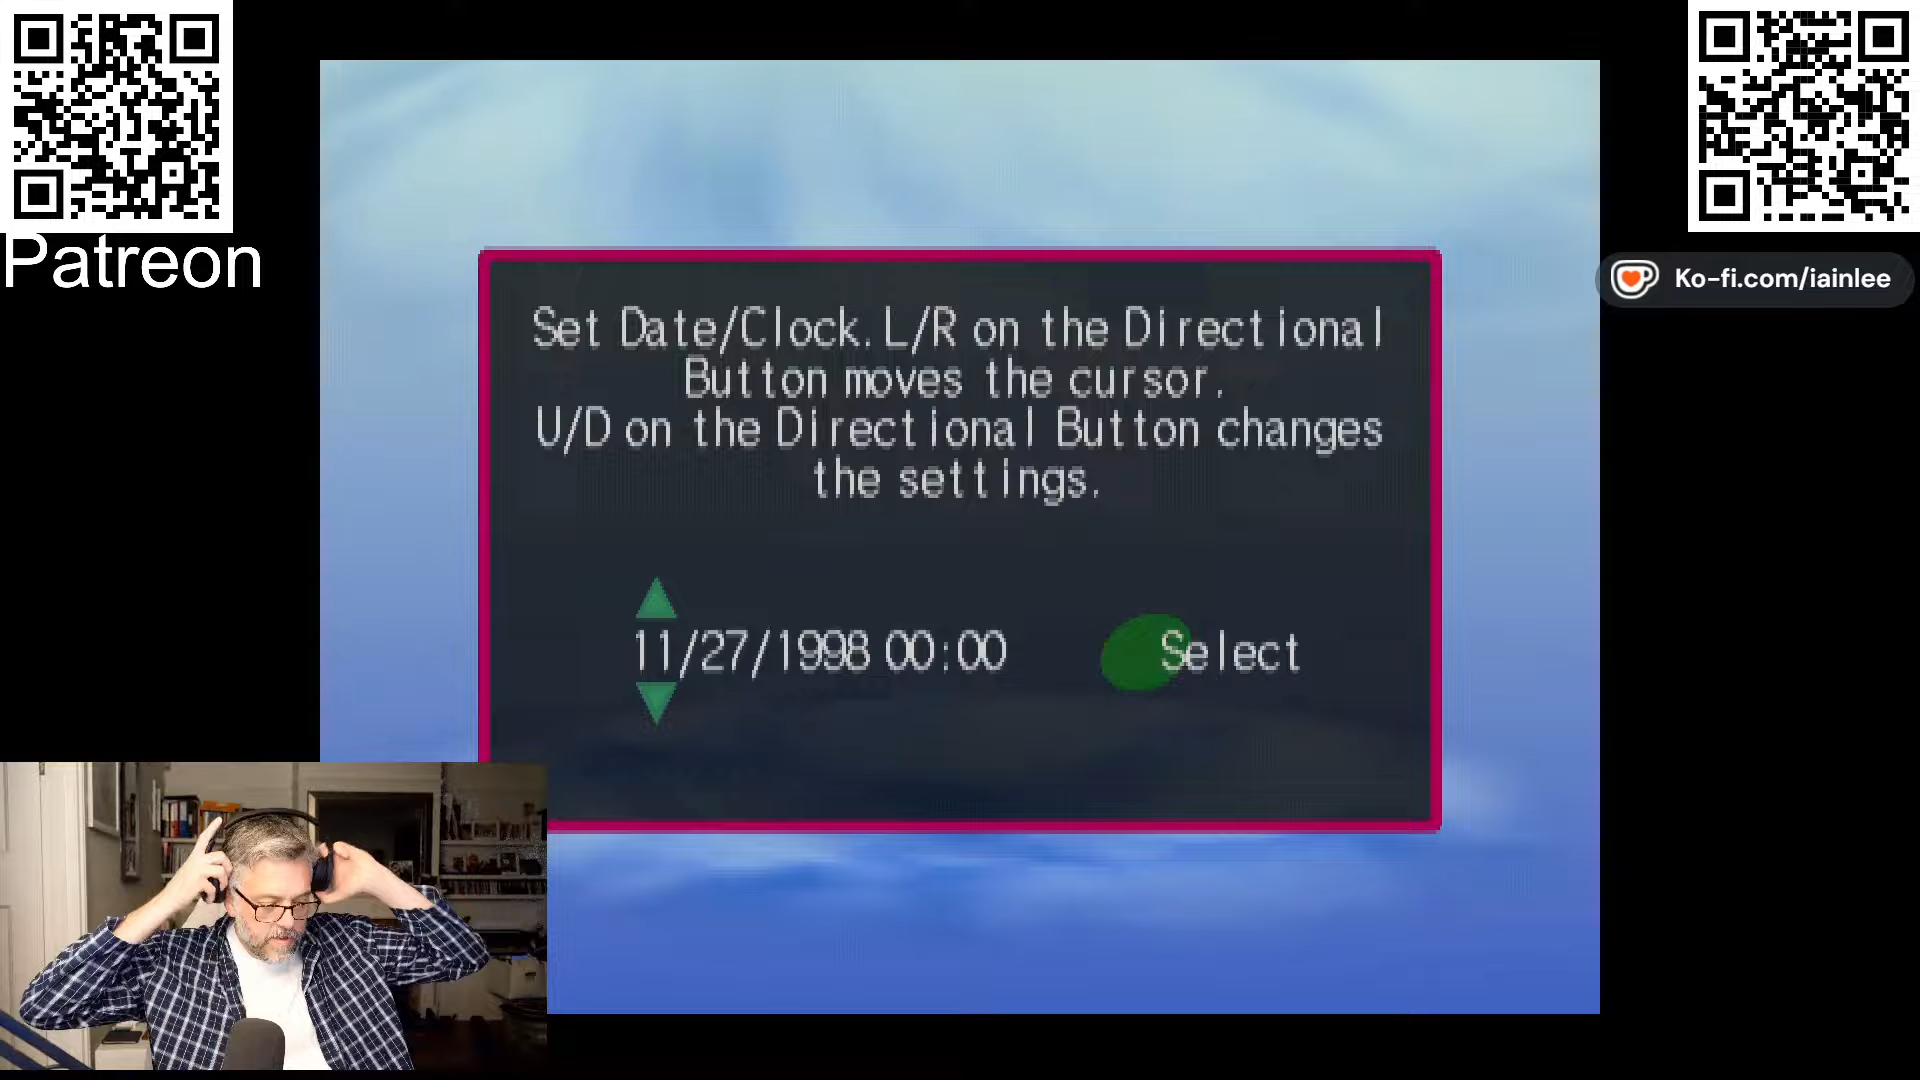 Patreon
Ko-fi.com/iainlee
Set Date/Clock. L/R on the Directional
Button moves the cursor.
U/D on the Directional Button changes
the settings.
11/27/1998 00:00 Select